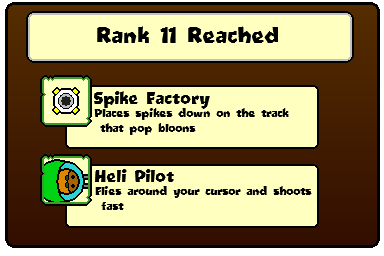 Rank 11 Reached
Spike Factory
Places spikes down on the track
that pop bloons
Heli Pilot
Flies around your cursor and shoots
fast